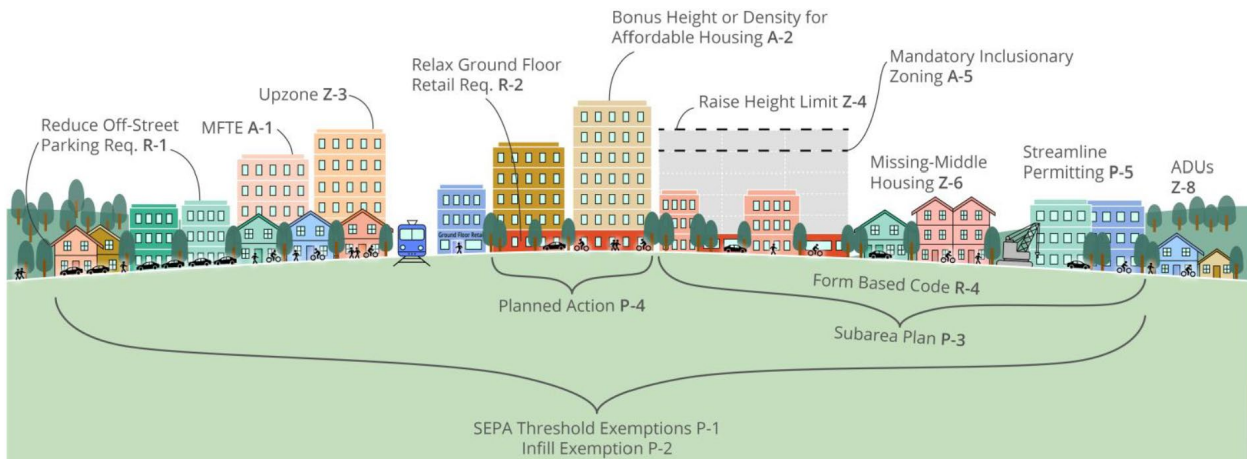 Bonus Height or Density for
Affordable Housing A-2
Mandatory Inclusionary
Zoning A-5
Relax Ground Floor
Retail Req. R-2
Upzone Z-3
Raise Height Limit Z-4
Reduce Off-Street
Parking Req. R-1
MFTE A-1
Missing-Middle
Housing Z-6
Streamline
Permitting P-5
ADUs
Z-8
Ground Floor Retail
Form Based Code R-4
Planned Action P-4
Subarea Plan P-3
SEPA Threshold Exemptions P-1
Infill Exemption P-2